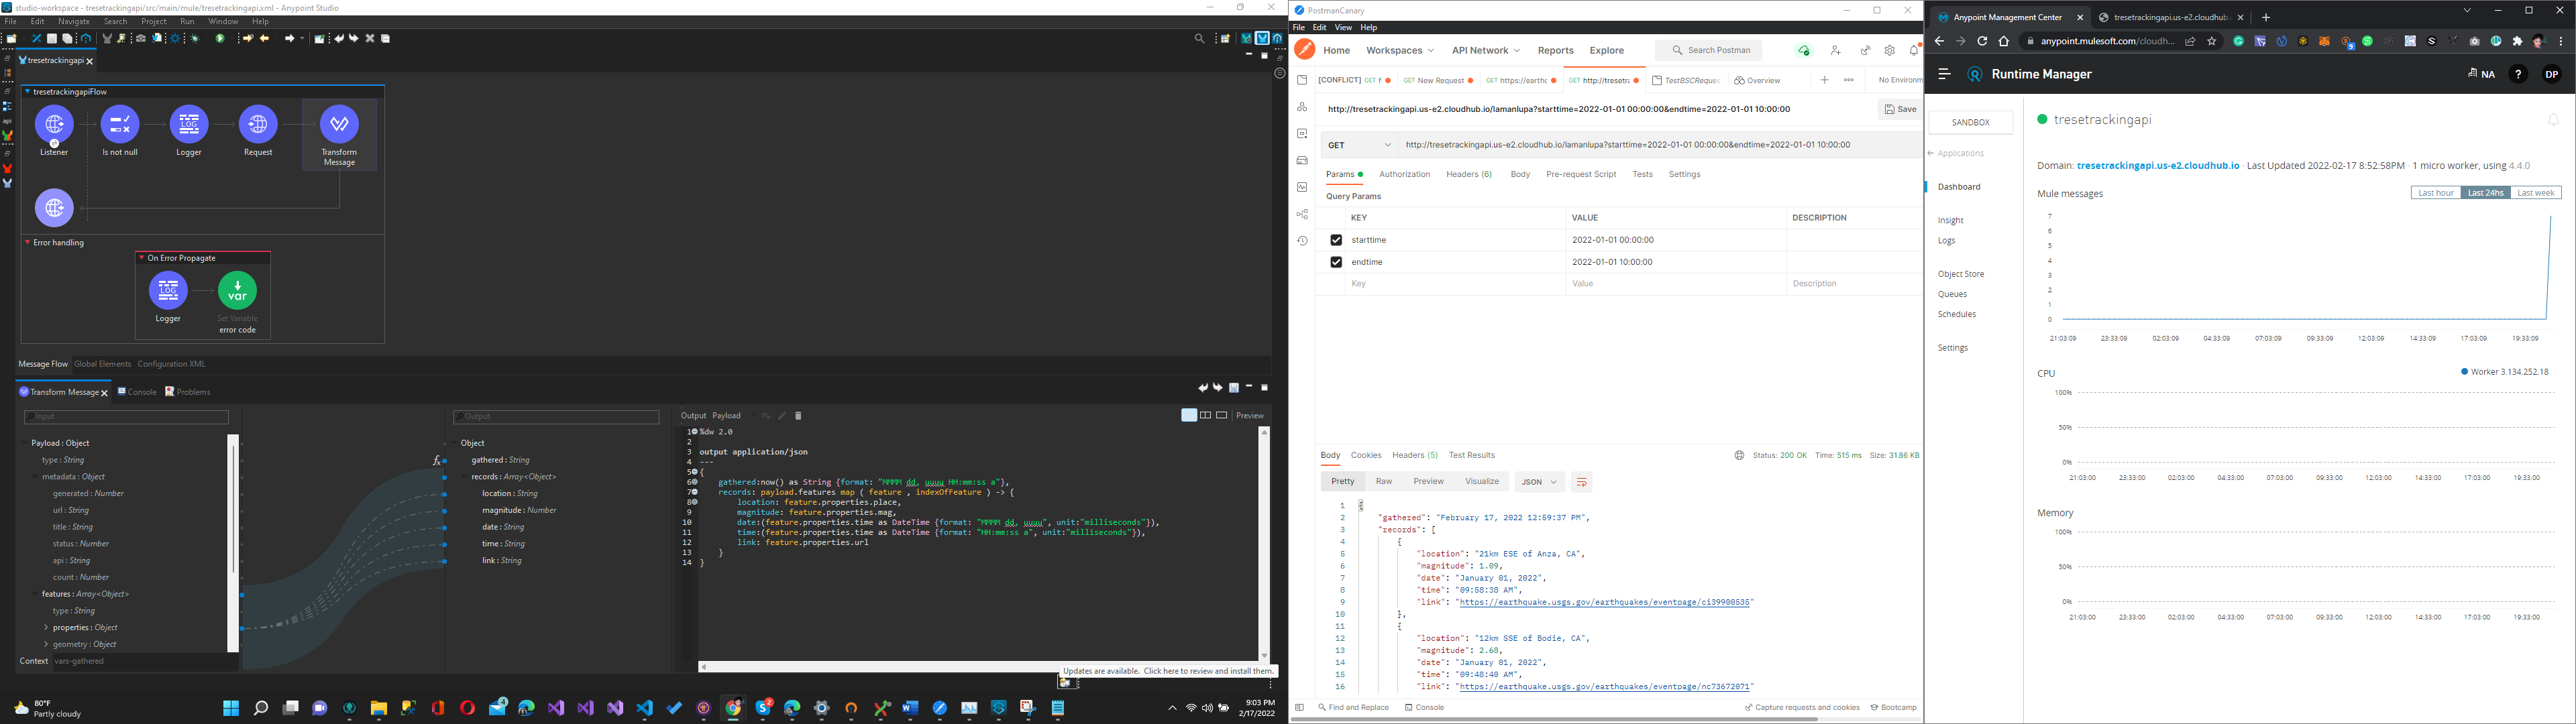 studio-workspace - tresetrackingapi/src/main/mule/tresetrackingapi.xml - Anypoint Studio
File Edit Navigate Search Project Run Window Help
tresetrackingapi
tresetrackingapiFlow
Listener
Is not null
Logger
Request
Transform Message
Error handling
On Error Propagate
Logger
Set Variable
error code
Message Flow Global Elements Configuration XML
Transform Message Console Problems
Input
Payload : Object
type : String
metadata : Object
generated : Number
url : String
title : String
status : Number
api : String
count : Number
features : Array<Object>
type : String
properties : Object
geometry : Object
Context vars-gathered
Output
Object
gathered : String
records : Array<Object>
location : String
magnitude : Number
date : String
time : String
link : String
Output Payload Preview
1 %dw 2.0
2
3 output application/json
4 ---
5 {
6 gathered:now() as String {format: "MMMM dd, uuuu HH:mm:ss a"},
7 records: payload.features map ( feature , indexOfFeature ) -> {
8 location: feature.properties.place,
9 magnitude: feature.properties.mag,
10 date:(feature.properties.time as DateTime {format: "MMMM dd, uuuu", unit:"milliseconds"}),
11 time:(feature.properties.time as DateTime {format: "HH:mm:ss a", unit:"milliseconds"}),
12 link: feature.properties.url
13 }
14 }
Updates are available. Click here to review and install them.
80°F
Partly cloudy
9:03 PM
2/17/2022
PostmanCanary
File Edit View Help
Home Workspaces API Network Reports Explore Search Postman
[CONFLICT] GET GET New Request GET https://earthc GET http://tresetra TestBSCReques Overview No Environm
http://tresetrackingapi.us-e2.cloudhub.io/lamanlupa?starttime=2022-01-01 00:00:00&endtime=2022-01-01 10:00:00
Save
GET http://tresetrackingapi.us-e2.cloudhub.io/lamanlupa?starttime=2022-01-01 00:00:00&endtime=2022-01-01 10:00:00
Params Authorization Headers (6) Body Pre-request Script Tests Settings
Query Params
KEY VALUE DESCRIPTION
starttime 2022-01-01 00:00:00
endtime 2022-01-01 10:00:00
Key Value Description
Body Cookies Headers (5) Test Results Status: 200 OK Time: 515 ms Size: 31.86 KB
Pretty Raw Preview Visualize JSON
1 {
2 "gathered": "February 17, 2022 12:59:37 PM",
3 "records": [
4 {
5 "location": "21km ESE of Anza, CA",
6 "magnitude": 1.09,
7 "date": "January 01, 2022",
8 "time": "09:58:38 AM",
9 "link": "https://earthquake.usgs.gov/earthquakes/eventpage/ci39900535"
10 },
11 {
12 "location": "12km SSE of Bodie, CA",
13 "magnitude": 2.68,
14 "date": "January 01, 2022",
15 "time": "09:48:40 AM",
16 "link": "https://earthquake.usgs.gov/earthquakes/eventpage/nc73672871"
Find and Replace Console Capture requests and cookies Bootcamp
Anypoint Management Center tresetrackingapi.us-e2.cloudhub.
anypoint.mulesoft.com/cloudh...
Runtime Manager NA ? DP
SANDBOX
Applications
Dashboard
Insight
Logs
Object Store
Queues
Schedules
Settings
tresetrackingapi
Domain: tresetrackingapi.us-e2.cloudhub.io · Last Updated 2022-02-17 8:52:58PM · 1 micro worker, using 4.4.0
Mule messages Last hour Last 24hs Last week
7
6
5
4
3
2
1
0
21:03:09 23:33:09 02:03:09 04:33:09 07:03:09 09:33:09 12:03:09 14:33:09 17:03:09 19:33:09
CPU Worker 3.134.252.18
100%
50%
0%
21:03:00 23:33:00 02:03:00 04:33:00 07:03:00 09:33:00 12:03:00 14:33:00 17:03:00 19:33:00
Memory
100%
50%
0%
21:03:00 23:33:00 02:03:00 04:33:00 07:03:00 09:33:00 12:03:00 14:33:00 17:03:00 19:33:00